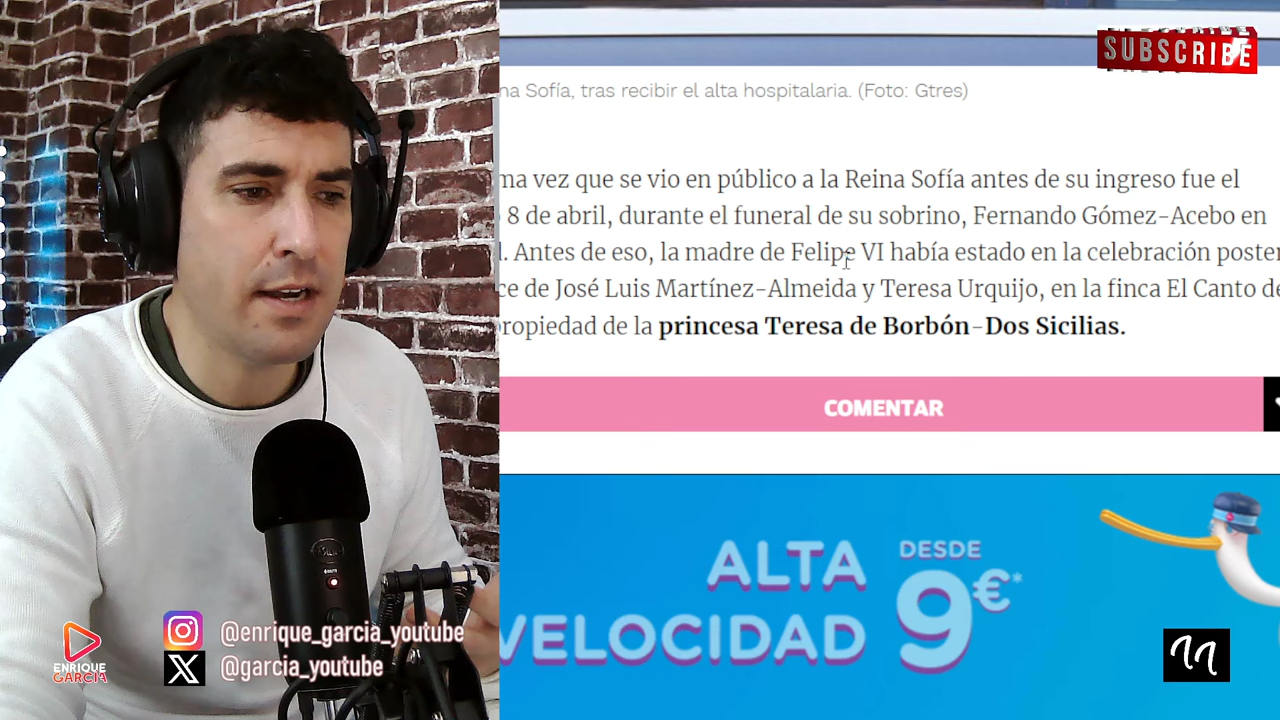 SUBSCRIBE
na Sofía, tras recibir el alta hospitalaria. (Foto: Gtres)
ma vez que se vio en público a la Reina Sofía antes de su ingreso fue el
8 de abril, durante el funeral de su sobrino, Fernando Gómez-Acebo en
. Antes de eso, la madre de Felipe VI había estado en la celebración poster
ce de José Luis Martínez-Almeida y Teresa Urquijo, en la finca El Canto de
propiedad de la princesa Teresa de Borbón-Dos Sicilias.
COMENTAR
ALTA
VELOCIDAD
DESDE
9€*
ENRIQUE
GARCIA
@enrique_garcia_youtube
@garcia_youtube